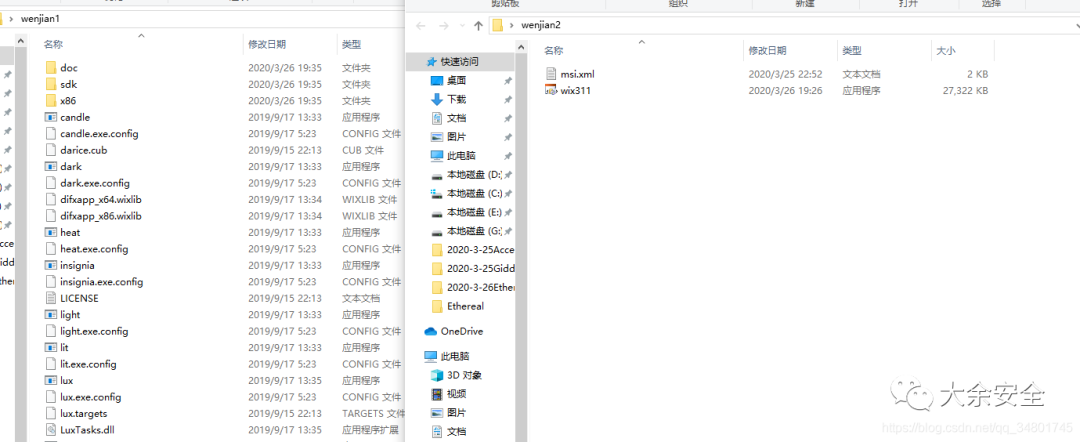 wenjian1
名称 修改日期 类型
doc 2020/3/26 19:35 文件夹
sdk 2020/3/26 19:35 文件夹
x86 2020/3/26 19:35 文件夹
candle 2019/9/17 13:33 应用程序
candle.exe.config 2019/9/17 5:23 CONFIG 文件
darice.cub 2019/9/15 22:13 CUB 文件
dark 2019/9/17 13:33 应用程序
dark.exe.config 2019/9/17 5:23 CONFIG 文件
difxapp_x64.wixlib 2019/9/17 13:34 WIXLIB 文件
difxapp_x86.wixlib 2019/9/17 13:34 WIXLIB 文件
heat 2019/9/17 13:33 应用程序
heat.exe.config 2019/9/17 5:23 CONFIG 文件
insignia 2019/9/17 13:33 应用程序
insignia.exe.config 2019/9/17 5:23 CONFIG 文件
LICENSE 2019/9/15 22:13 文本文档
light 2019/9/17 13:33 应用程序
light.exe.config 2019/9/17 5:23 CONFIG 文件
lit 2019/9/17 13:33 应用程序
lit.exe.config 2019/9/17 5:23 CONFIG 文件
lux 2019/9/17 13:35 应用程序
lux.exe.config 2019/9/17 5:23 CONFIG 文件
lux.targets 2019/9/15 22:13 TARGETS 文件
LuxTasks.dll 2019/9/17 13:35 应用程序扩展
剪贴板 组织 新建 打开 选择
wenjian2
快速访问
桌面
下载
文档
图片
此电脑
本地磁盘 (D:)
本地磁盘 (C:)
本地磁盘 (E:)
本地磁盘 (G:)
2020-3-25Acce
2020-3-25Gidd
2020-3-26Ether
Ethereal
OneDrive
此电脑
3D 对象
视频
图片
文档
名称 修改日期 类型 大小
msi.xml 2020/3/25 22:52 文本文档 2 KB
wix311 2020/3/26 19:26 应用程序 27,322 KB
大余安全
https://blog.csdn.net/qq_34801745